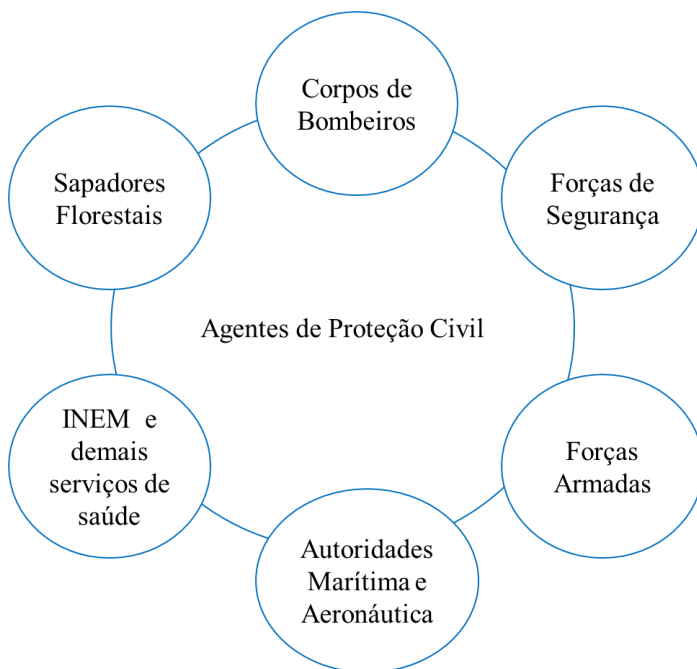 Corpos de
Bombeiros
Sapadores
Florestais
Forças de
Segurança
Agentes de Proteção Civil
INEM e
demais
serviços de
saúde
Forças
Armadas
Autoridades
Marítima e
Aeronáutica